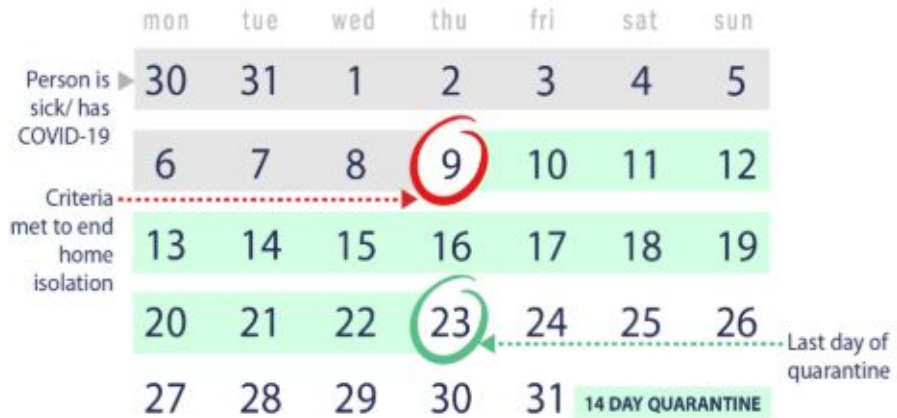 mon tue wed thu fri sat sun
Person is
sick/ has
COVID-19
30 31 1 2 3 4 5
6 7 8 9 10 11 12
Criteria
met to end
home
isolation
13 14 15 16 17 18 19
20 21 22 23 24 25 26
Last day of
quarantine
27 28 29 30 31 14 DAY QUARANTINE